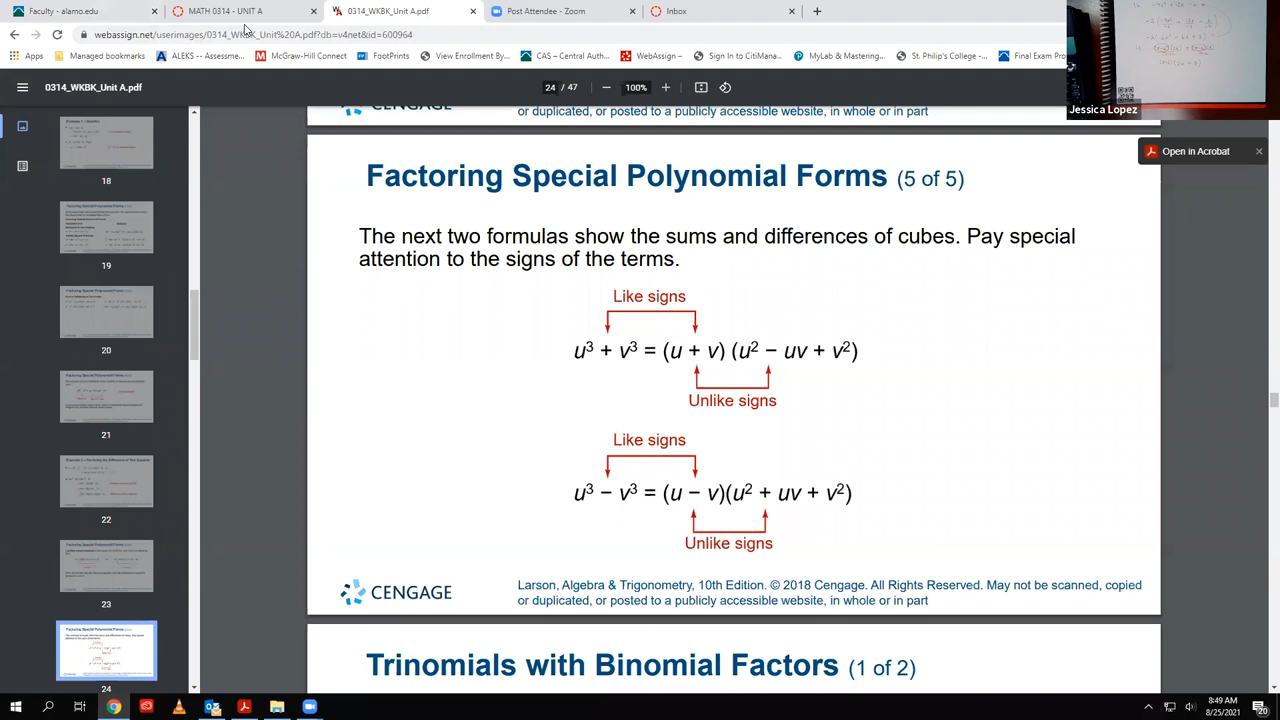 Faculty - alamo.edu
MATH 0314 - UNIT A
0314_WKBK_Unit A.pdf
Post Attendee - Zoom
Inbox
webassign.net/userimages/0314_WKBK_Unit%20A.pdf?db=v4net&id=600964
Apps
Managed bookmarks
ALEKS -- Assessme...
McGraw-Hill Connect
FootPrints
View Enrollment By...
CAS – Central Auth...
WebAssign –
Sign In to CitiMana...
MyLab & Mastering...
St. Philip's College -...
Final Exam Pro
0314_WKBK_Unit A.pdf
24 / 47
100%
Jessica Lopez
Open in Acrobat
or duplicated, or posted to a publicly accessible website, in whole or in part
Factoring Special Polynomial Forms (5 of 5)
The next two formulas show the sums and differences of cubes. Pay special
attention to the signs of the terms.
Like signs
u³ + v³ = (u + v) (u² − uv + v²)
Unlike signs
Like signs
u³ − v³ = (u − v)(u² + uv + v²)
Unlike signs
CENGAGE
Larson, Algebra & Trigonometry, 10th Edition. © 2018 Cengage. All Rights Reserved. May not be scanned, copied
or duplicated, or posted to a publicly accessible website, in whole or in part
Trinomials with Binomial Factors (1 of 2)
18
19
20
21
22
23
24
8:49 AM
8/25/2021
20